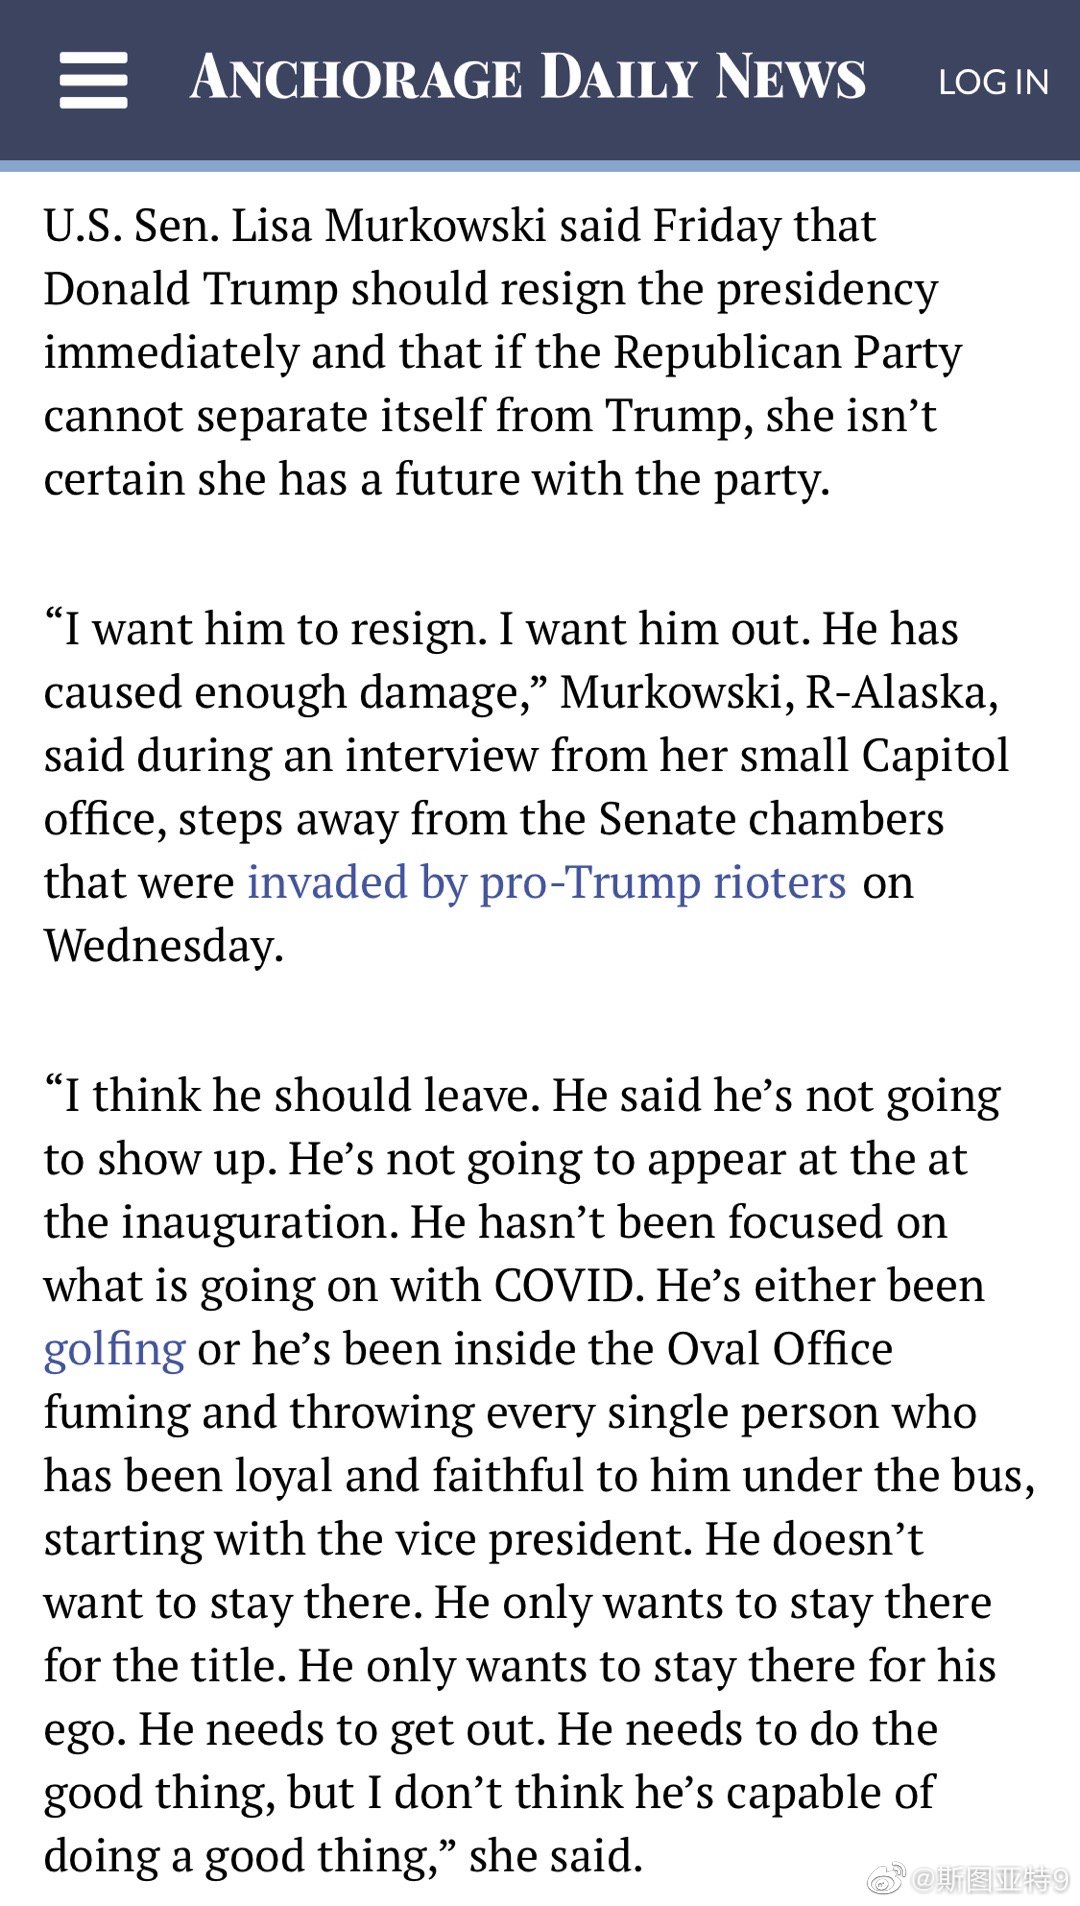 ANCHORAGE DAILY NEWS
LOG IN
U.S. Sen. Lisa Murkowski said Friday that
Donald Trump should resign the presidency
immediately and that if the Republican Party
cannot separate itself from Trump, she isn’t
certain she has a future with the party.
“I want him to resign. I want him out. He has
caused enough damage,” Murkowski, R-Alaska,
said during an interview from her small Capitol
office, steps away from the Senate chambers
that were invaded by pro-Trump rioters on
Wednesday.
“I think he should leave. He said he’s not going
to show up. He’s not going to appear at the at
the inauguration. He hasn’t been focused on
what is going on with COVID. He’s either been
golfing or he’s been inside the Oval Office
fuming and throwing every single person who
has been loyal and faithful to him under the bus,
starting with the vice president. He doesn’t
want to stay there. He only wants to stay there
for the title. He only wants to stay there for his
ego. He needs to get out. He needs to do the
good thing, but I don’t think he’s capable of
doing a good thing,” she said.
@斯图亚特9